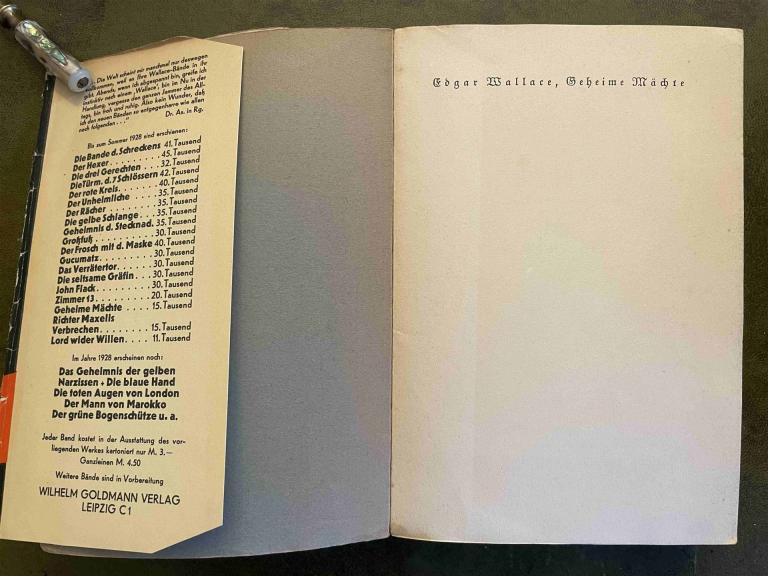 „Die Welt scheint mir manchmal nur deswegen
vollkommen, weil es Ihre Wallace-Bände in ihr
gibt. Abends, wenn ich abgespannt bin, greife ich
instinktiv nach einem ‚Wallace‘, bin im Nu in der
Handlung, vergesse den ganzen Jammer des All-
tags, bin froh und ruhig. Also kein Wunder, daß
ich den neuen Bänden so entgegenharre wie allen
noch folgenden . . .“
Dr. As. in Rg.
Bis zum Sommer 1928 sind erschienen:
Die Bande d. Schreckens 41. Tausend
Der Hexer . . . . . . . . . 45. Tausend
Die drei Gerechten . . . 32. Tausend
Die Türm. d. 7 Schlössern 42. Tausend
Der rote Kreis. . . . . . . 40. Tausend
Der Unheimliche . . . . 35. Tausend
Der Rächer . . . . . . . . 35. Tausend
Die gelbe Schlange . . . 35. Tausend
Geheimnis d. Stecknad. 35. Tausend
Großfuß . . . . . . . . . . 30. Tausend
Der Frosch mit d. Maske 40. Tausend
Gucumatz. . . . . . . . . 30. Tausend
Das Verrätertor. . . . . . 30. Tausend
Die seltsame Gräfin. . . 30. Tausend
John Flack. . . . . . . . . 30. Tausend
Zimmer 13 . . . . . . . . 20. Tausend
Geheime Mächte . . . . 15. Tausend
Richter Maxells
Verbrechen. . . . . . . . 15. Tausend
Lord wider Willen. . . . 11. Tausend
Im Jahre 1928 erscheinen noch:
Das Geheimnis der gelben
Narzissen + Die blaue Hand
Die toten Augen von London
Der Mann von Marokko
Der grüne Bogenschütze u. a.
Jeder Band kostet in der Ausstattung des vor-
liegenden Werkes kartoniert nur M. 3.—
Ganzleinen M. 4.50
Weitere Bände sind in Vorbereitung
WILHELM GOLDMANN VERLAG
LEIPZIG C1
Edgar Wallace, Geheime Mächte